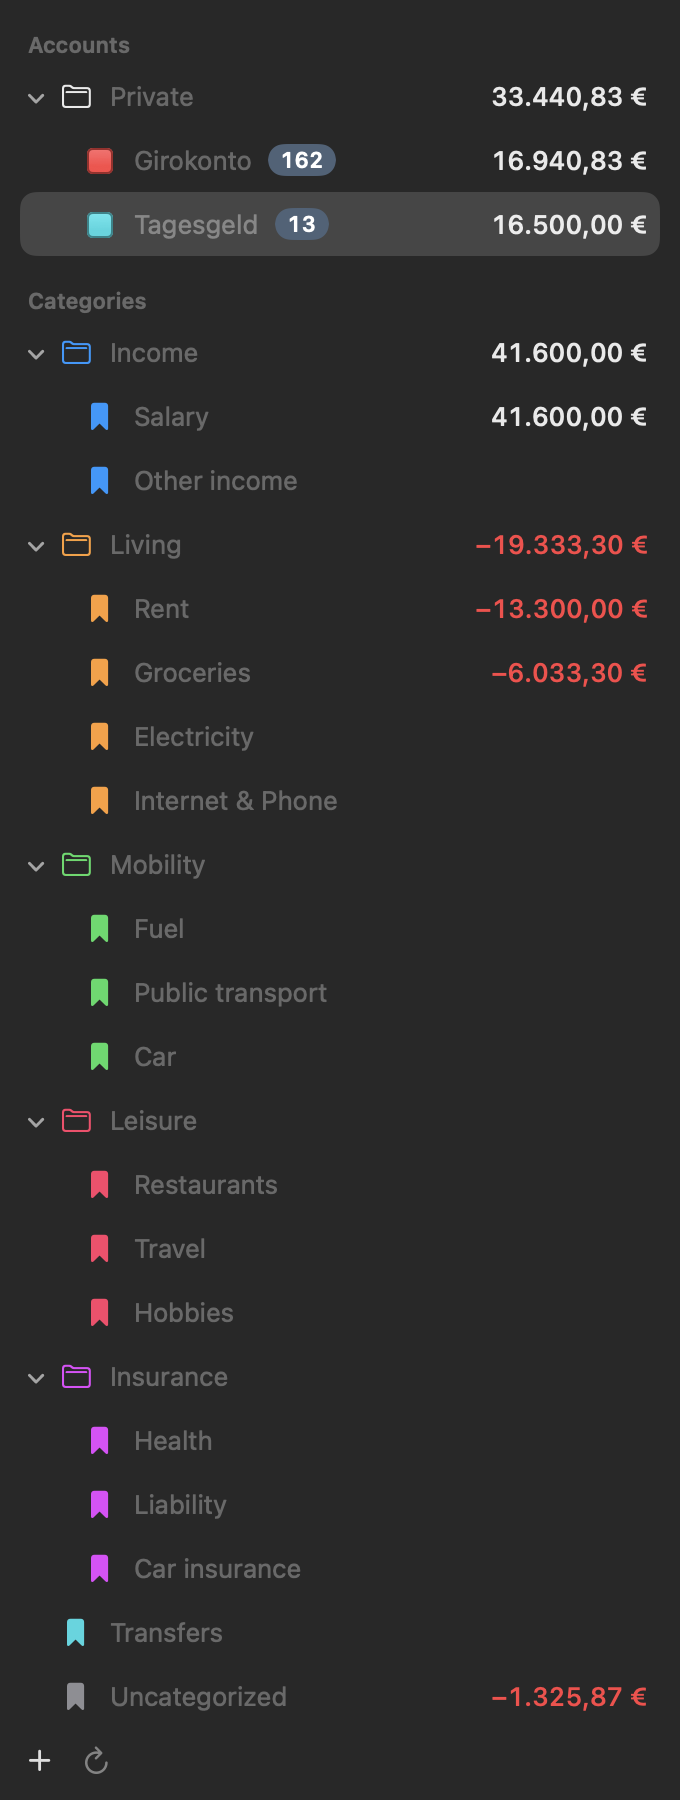 Accounts
Private 33.440,83 €
Girokonto 162 16.940,83 €
Tagesgeld 13 16.500,00 €
Categories
Income 41.600,00 €
Salary 41.600,00 €
Other income
Living −19.333,30 €
Rent −13.300,00 €
Groceries −6.033,30 €
Electricity
Internet & Phone
Mobility
Fuel
Public transport
Car
Leisure
Restaurants
Travel
Hobbies
Insurance
Health
Liability
Car insurance
Transfers
Uncategorized −1.325,87 €